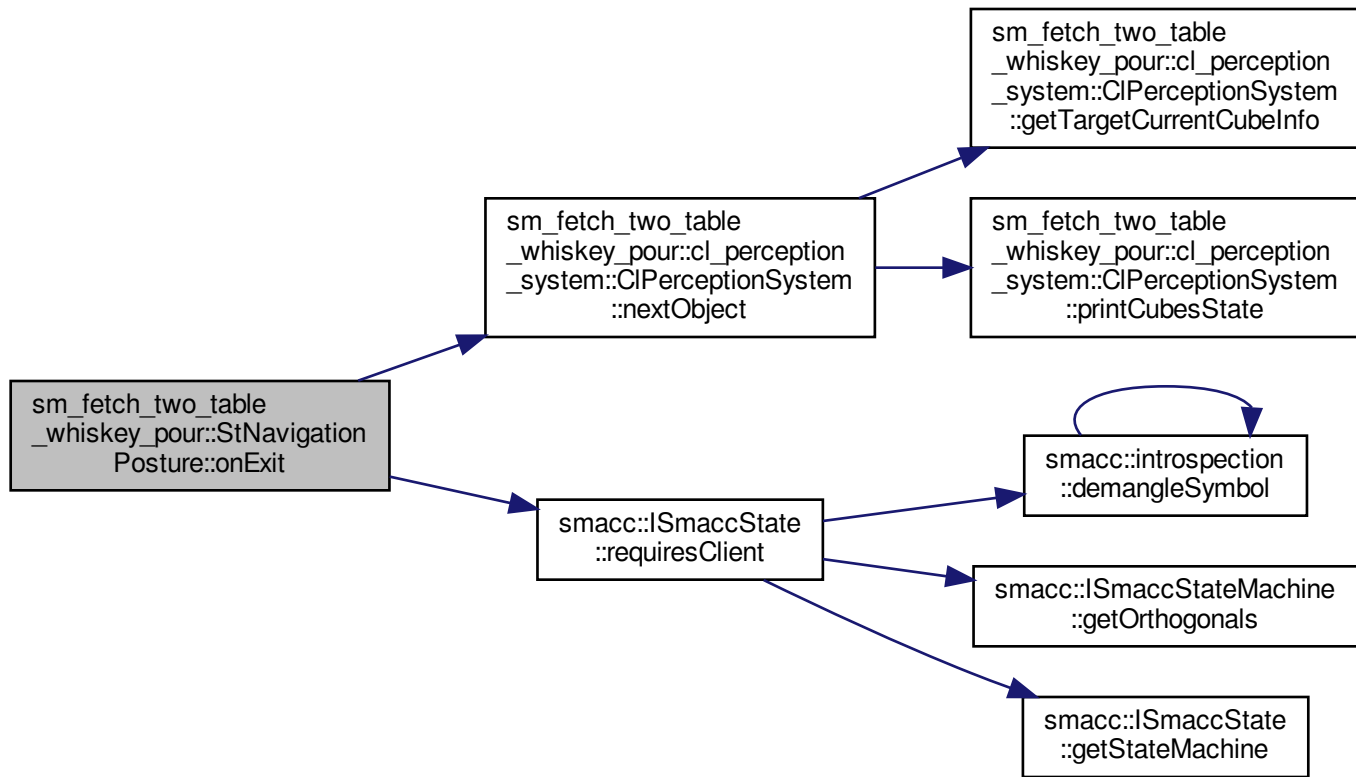 sm_fetch_two_table
_whiskey_pour::StNavigation
Posture::onExit
sm_fetch_two_table
_whiskey_pour::cl_perception
_system::ClPerceptionSystem
::nextObject
sm_fetch_two_table
_whiskey_pour::cl_perception
_system::ClPerceptionSystem
::getTargetCurrentCubeInfo
sm_fetch_two_table
_whiskey_pour::cl_perception
_system::ClPerceptionSystem
::printCubesState
smacc::ISmaccState
::requiresClient
smacc::introspection
::demangleSymbol
smacc::ISmaccStateMachine
::getOrthogonals
smacc::ISmaccState
::getStateMachine